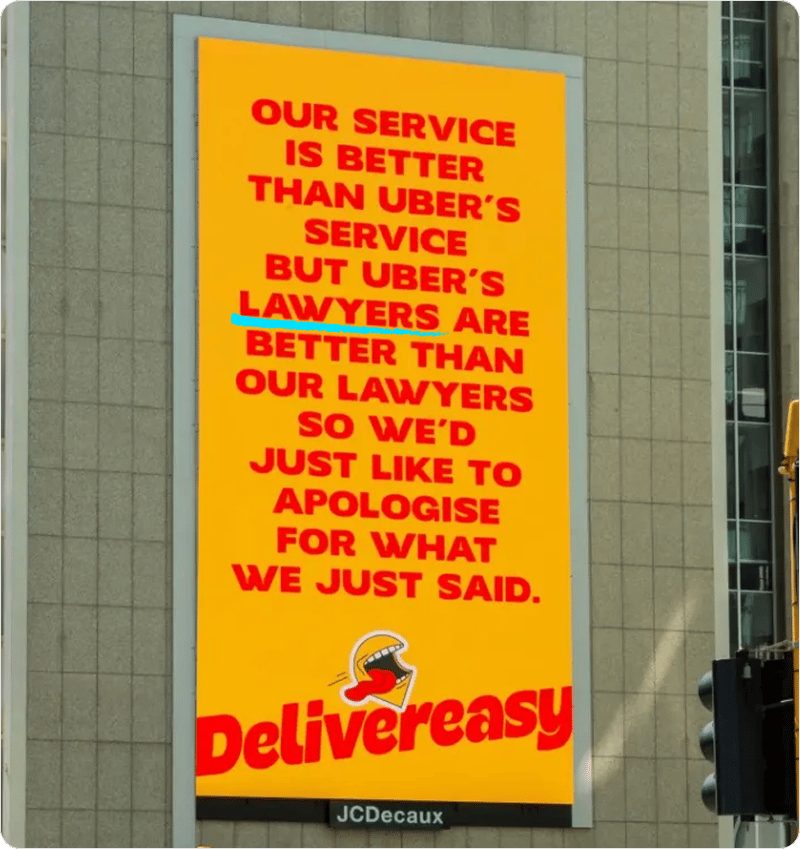 OUR SERVICE
IS BETTER
THAN UBER'S
SERVICE
BUT UBER'S
LAWYERS ARE
BETTER THAN
OUR LAWYERS
SO WE'D
JUST LIKE TO
APOLOGISE
FOR WHAT
WE JUST SAID.
Delivereasy
JCDecaux